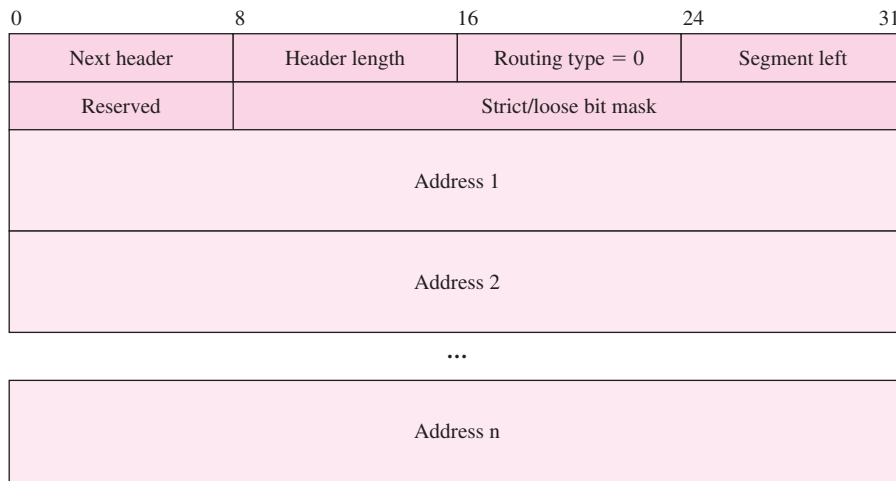 0 8 16 24 31
Next header Header length Routing type = 0 Segment left
Reserved Strict/loose bit mask
Address 1
Address 2
...
Address n